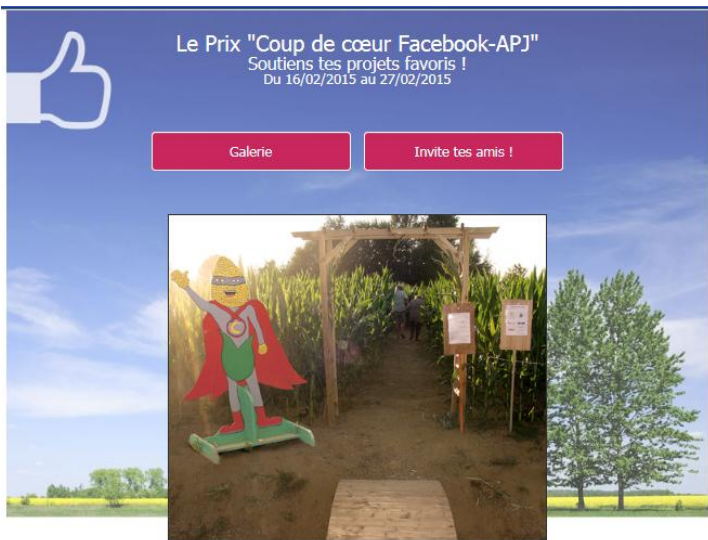 Le Prix "Coup de cœur Facebook-APJ"
Soutiens tes projets favoris !
Du 16/02/2015 au 27/02/2015
Galerie
Invite tes amis !